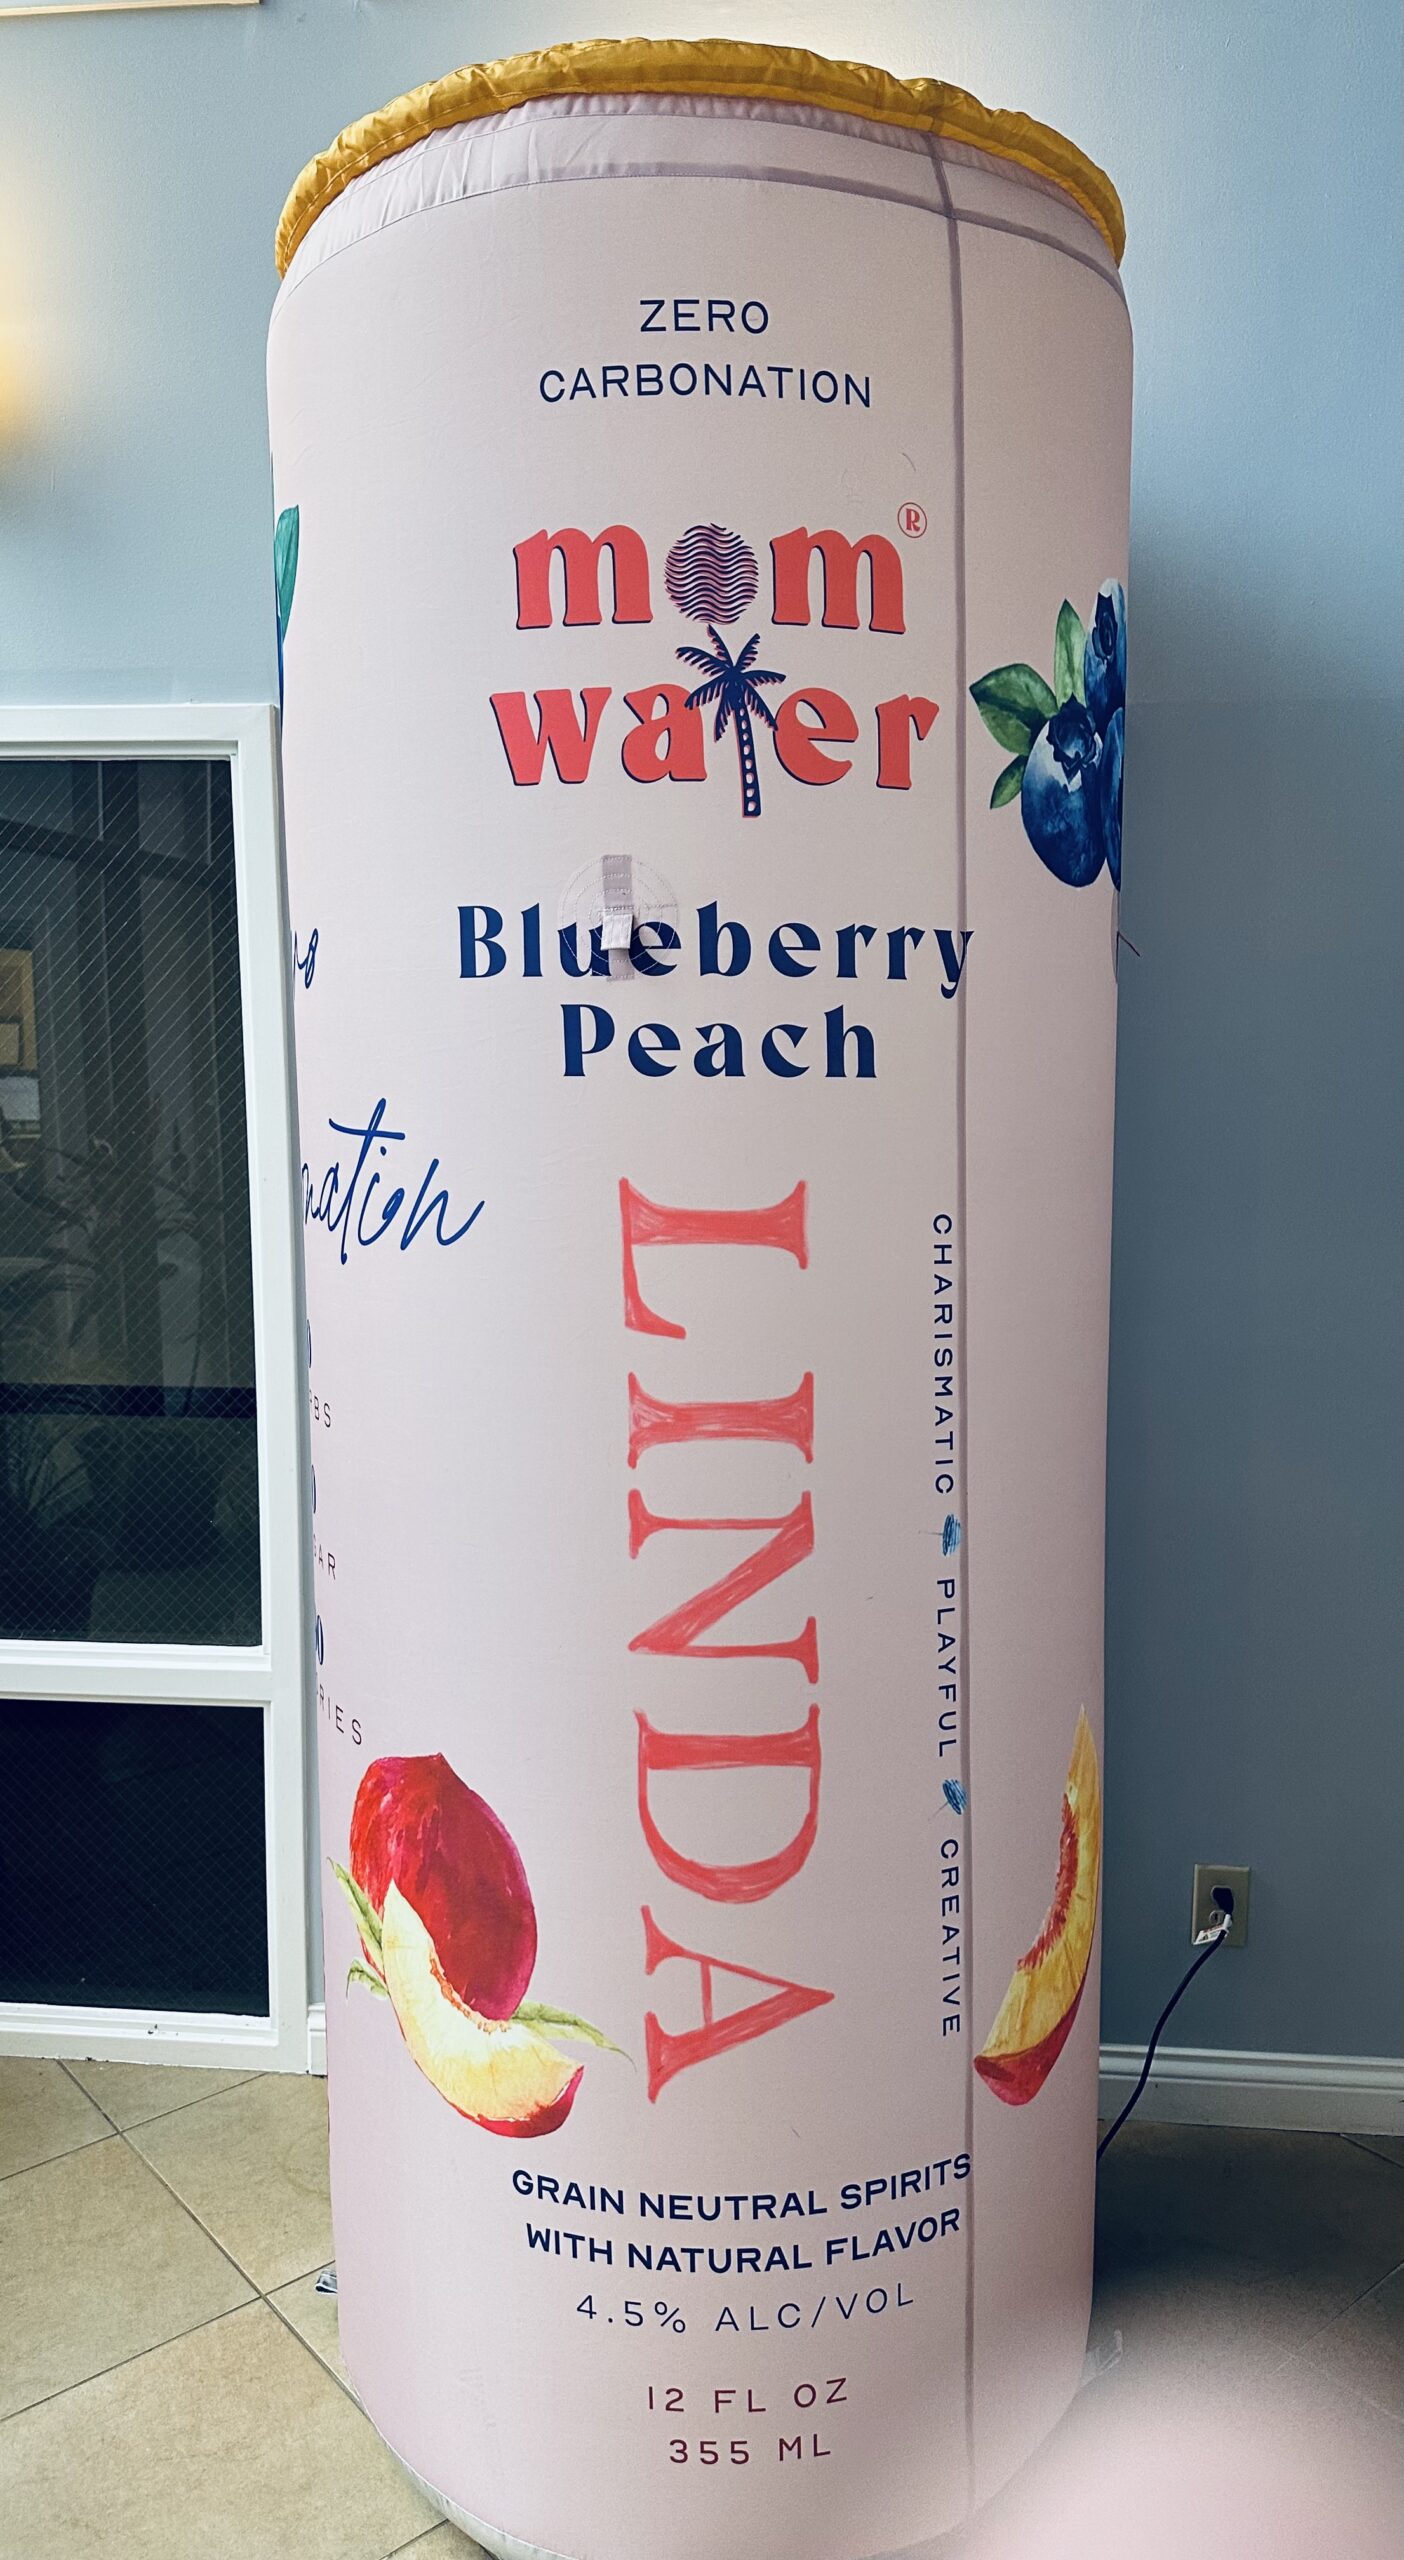 ZERO
CARBONATION
mom®
water
Blueberry
Peach
LINDA
CHARISMATIC PLAYFUL CREATIVE
GRAIN NEUTRAL SPIRITS
WITH NATURAL FLAVOR
4.5% ALC/VOL
12 FL OZ
355 ML